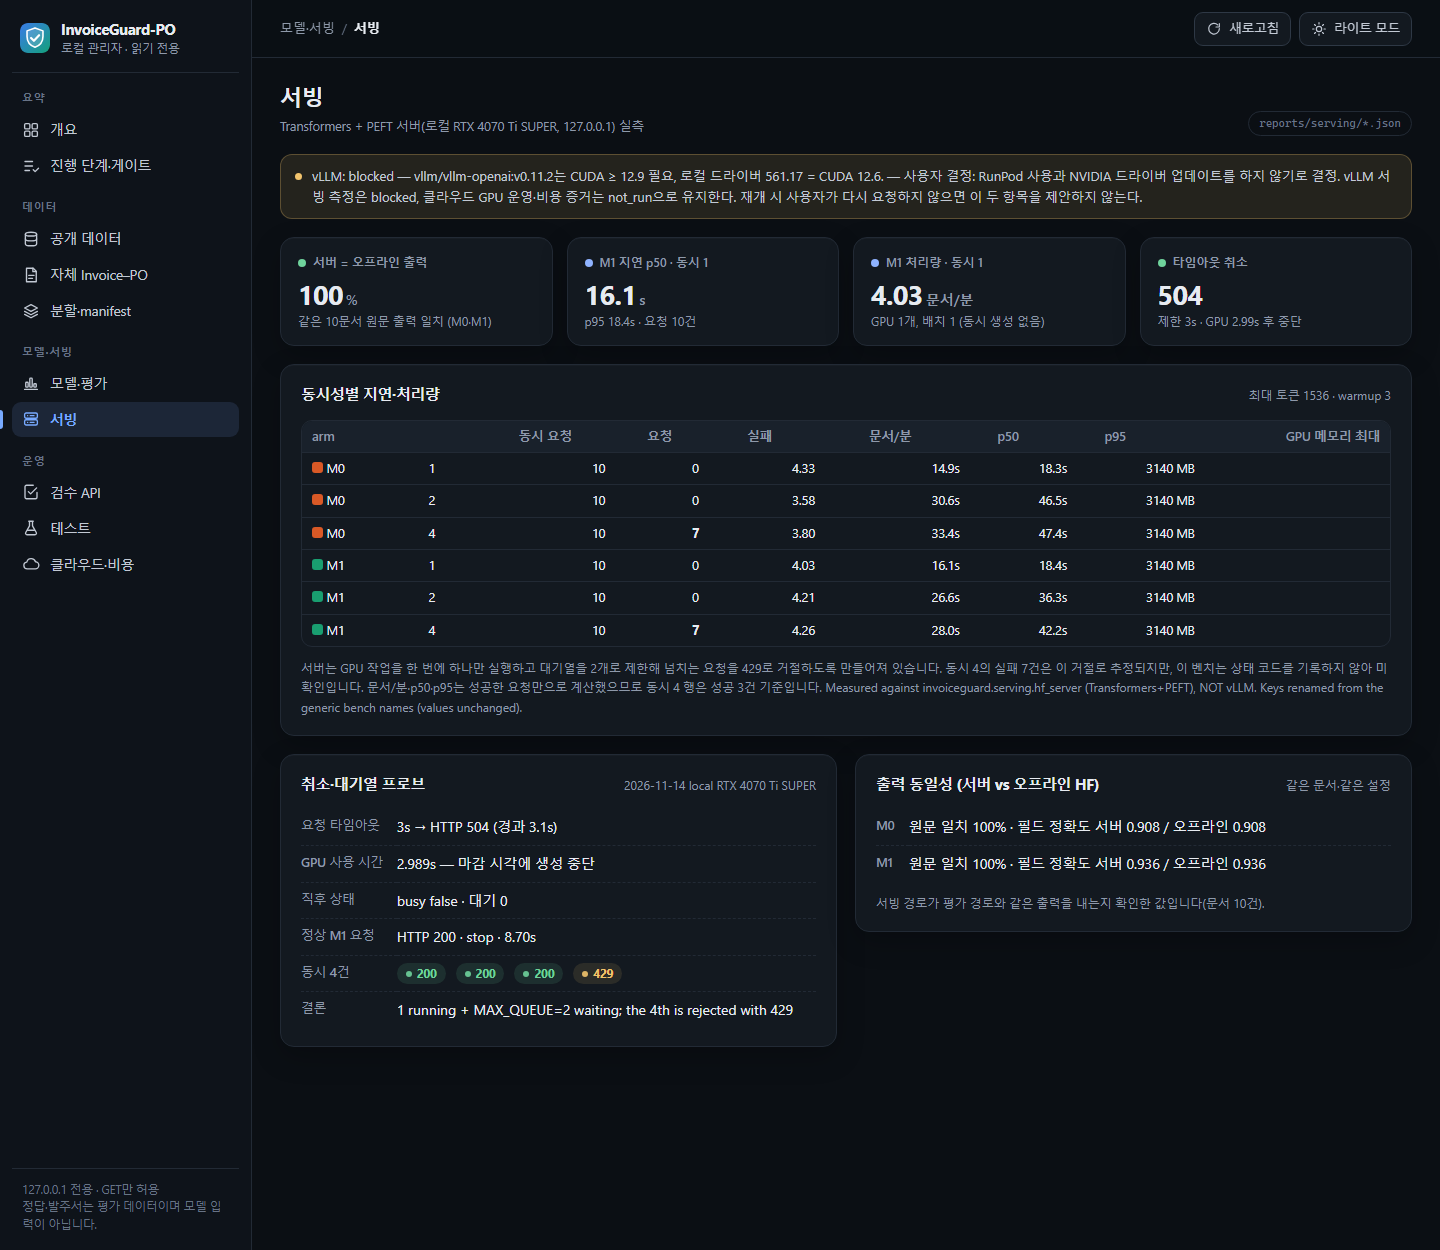 InvoiceGuard-PO
로컬 관리자 · 읽기 전용
요약
개요
진행 단계·게이트
데이터
공개 데이터
자체 Invoice–PO
분할·manifest
모델·서빙
모델·평가
서빙
운영
검수 API
테스트
클라우드·비용
127.0.0.1 전용 · GET만 허용
정답·발주서는 평가 데이터이며 모델 입
력이 아닙니다.
모델·서빙 / 서빙
새로고침
라이트 모드
서빙
Transformers + PEFT 서버(로컬 RTX 4070 Ti SUPER, 127.0.0.1) 실측
reports/serving/*.json
vLLM: blocked — vllm/vllm-openai:v0.11.2는 CUDA ≥ 12.9 필요, 로컬 드라이버 561.17 = CUDA 12.6. — 사용자 결정: RunPod 사용과 NVIDIA 드라이버 업데이트를 하지 않기로 결정. vLLM 서
빙 측정은 blocked, 클라우드 GPU 운영·비용 증거는 not_run으로 유지한다. 재개 시 사용자가 다시 요청하지 않으면 이 두 항목을 제안하지 않는다.
서버 = 오프라인 출력
100 %
같은 10문서 원문 출력 일치 (M0·M1)
M1 지연 p50 · 동시 1
16.1 s
p95 18.4s · 요청 10건
M1 처리량 · 동시 1
4.03 문서/분
GPU 1개, 배치 1 (동시 생성 없음)
타임아웃 취소
504
제한 3s · GPU 2.99s 후 중단
동시성별 지연·처리량
최대 토큰 1536 · warmup 3
arm 동시 요청 요청 실패 문서/분 p50 p95 GPU 메모리 최대
M0 1 10 0 4.33 14.9s 18.3s 3140 MB
M0 2 10 0 3.58 30.6s 46.5s 3140 MB
M0 4 10 7 3.80 33.4s 47.4s 3140 MB
M1 1 10 0 4.03 16.1s 18.4s 3140 MB
M1 2 10 0 4.21 26.6s 36.3s 3140 MB
M1 4 10 7 4.26 28.0s 42.2s 3140 MB
서버는 GPU 작업을 한 번에 하나만 실행하고 대기열을 2개로 제한해 넘치는 요청을 429로 거절하도록 만들어져 있습니다. 동시 4의 실패 7건은 이 거절로 추정되지만, 이 벤치는 상태 코드를 기록하지 않아 미
확인입니다. 문서/분·p50·p95는 성공한 요청만으로 계산했으므로 동시 4 행은 성공 3건 기준입니다. Measured against invoiceguard.serving.hf_server (Transformers+PEFT), NOT vLLM. Keys renamed from the
generic bench names (values unchanged).
취소·대기열 프로브
2026-11-14 local RTX 4070 Ti SUPER
요청 타임아웃 3s → HTTP 504 (경과 3.1s)
GPU 사용 시간 2.989s — 마감 시각에 생성 중단
직후 상태 busy false · 대기 0
정상 M1 요청 HTTP 200 · stop · 8.70s
동시 4건 200 200 200 429
결론 1 running + MAX_QUEUE=2 waiting; the 4th is rejected with 429
출력 동일성 (서버 vs 오프라인 HF)
같은 문서·같은 설정
M0 원문 일치 100% · 필드 정확도 서버 0.908 / 오프라인 0.908
M1 원문 일치 100% · 필드 정확도 서버 0.936 / 오프라인 0.936
서빙 경로가 평가 경로와 같은 출력을 내는지 확인한 값입니다(문서 10건).